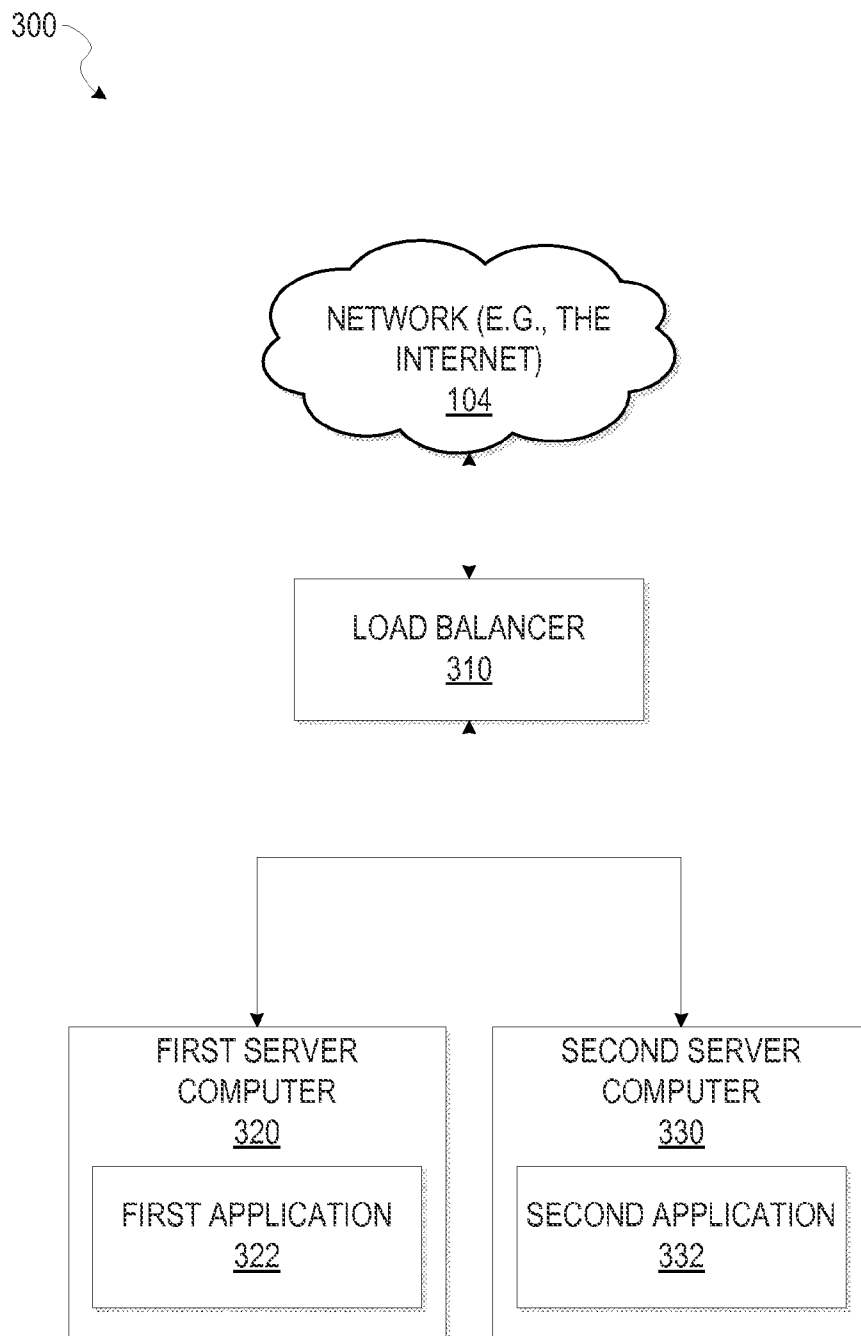 300
NETWORK (E.G., THE
INTERNET)
104
LOAD BALANCER
310
FIRST SERVER
COMPUTER
320
FIRST APPLICATION
322
SECOND SERVER
COMPUTER
330
SECOND APPLICATION
332